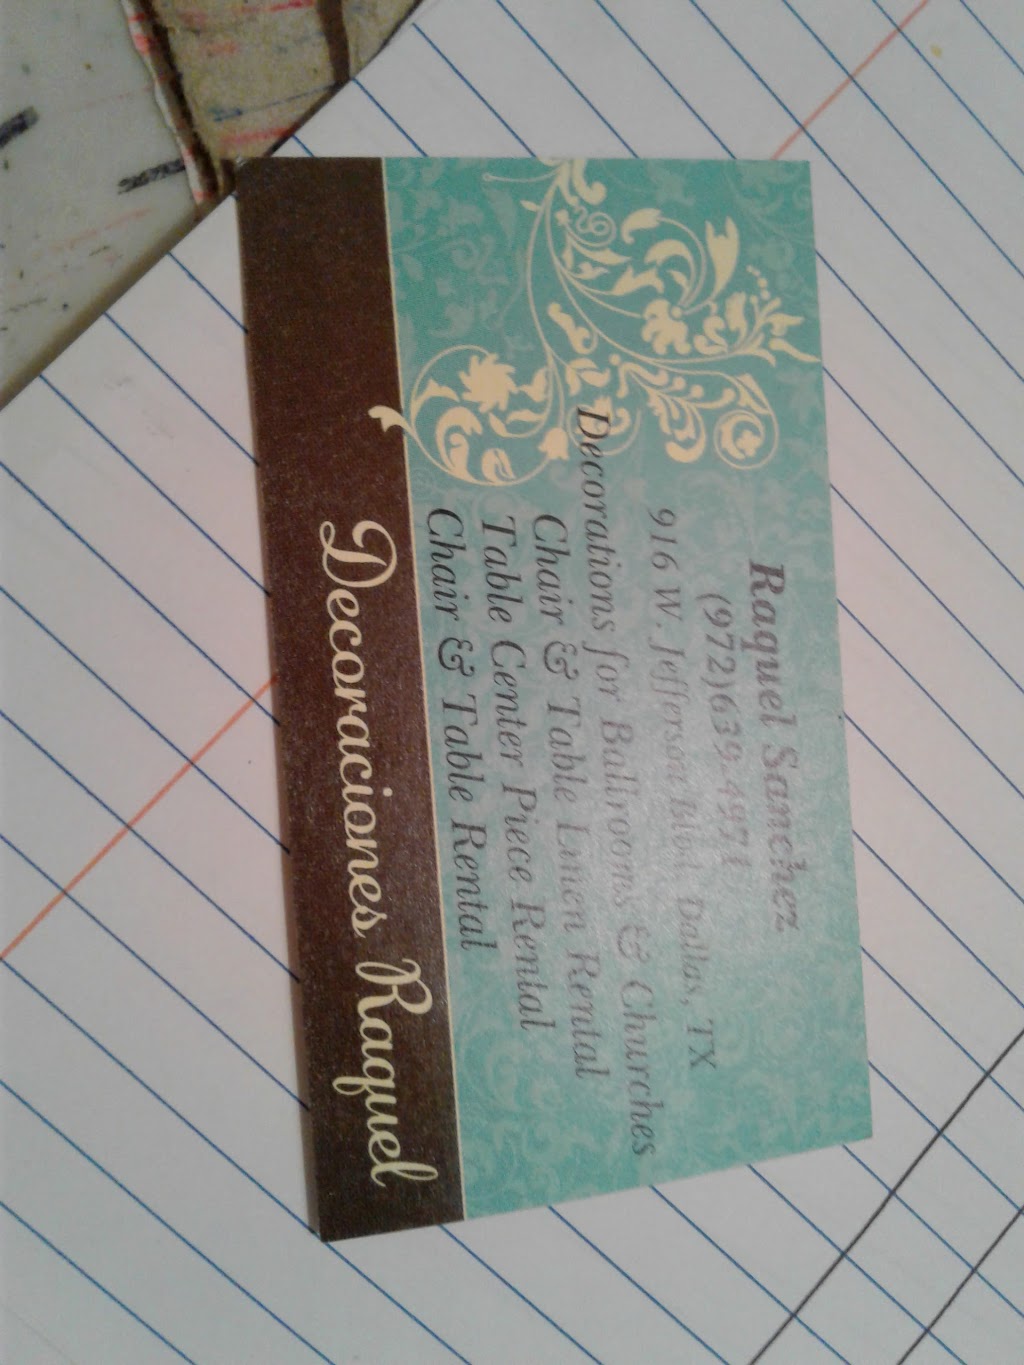 Raquel Sanchez
(972)639-4971
916 W. Jefferson Blvd. Dallas, TX
Decorations for Ballrooms & Churches
Chair & Table Linen Rental
Table Center Piece Rental
Chair & Table Rental
Decoraciones Raquel